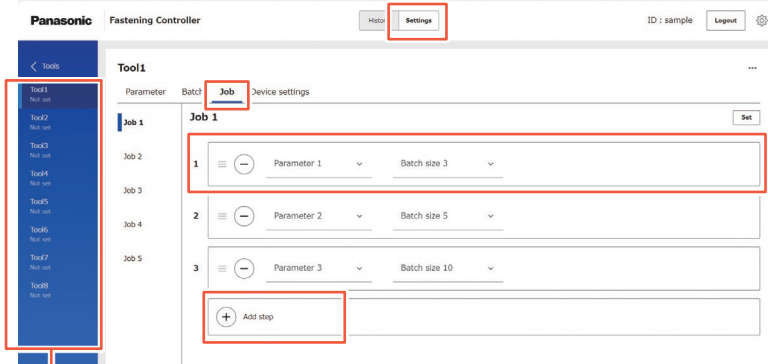 Panasonic Fastening Controller Settings ID : sample Logout
Tools
Tool1
Not set
Tool2
Not set
Tool3
Not set
Tool4
Not set
Tool5
Not set
Tool6
Not set
Tool7
Not set
Tool8
Not set
Tool1
Parameter Batch Job Device settings
Job 1
Job 2
Job 3
Job 4
Job 5
Job 1 Set
1 Parameter 1 Batch size 3
2 Parameter 2 Batch size 5
3 Parameter 3 Batch size 10
Add step